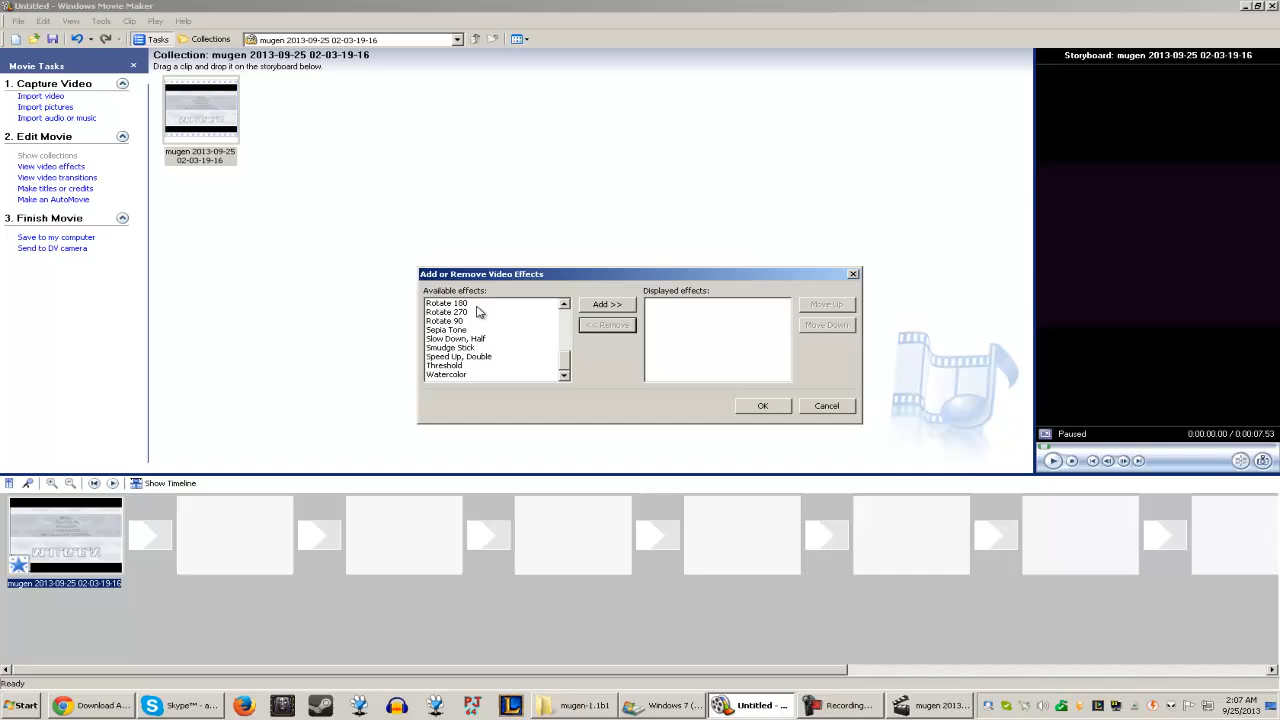 Untitled - Windows Movie Maker
File Edit View Tools Clip Play Help
Tasks Collections mugen 2013-09-25 02-03-19-16
Movie Tasks
Collection: mugen 2013-09-25 02-03-19-16
Drag a clip and drop it on the storyboard below.
Storyboard: mugen 2013-09-25 02-03-19-16
1. Capture Video
Import video
Import pictures
Import audio or music
2. Edit Movie
Show collections
View video effects
View video transitions
Make titles or credits
Make an AutoMovie
3. Finish Movie
Save to my computer
Send to DV camera
mugen 2013-09-25
02-03-19-16
Add or Remove Video Effects
Available effects:
Rotate 180
Rotate 270
Rotate 90
Sepia Tone
Slow Down, Half
Smudge Stick
Speed Up, Double
Threshold
Watercolor
Add >>
<< Remove
Displayed effects:
Move Up
Move Down
OK
Cancel
Paused
0:00:00.00 / 0:00:07.53
Show Timeline
mugen 2013-09-25 02-03-19-16
Ready
Start
Download A...
Skype™ - a...
PJ
64
L
mugen-1.1b1
Windows 7 (...
Untitled - ...
Recording...
mugen 2013...
2:07 AM
9/25/2013